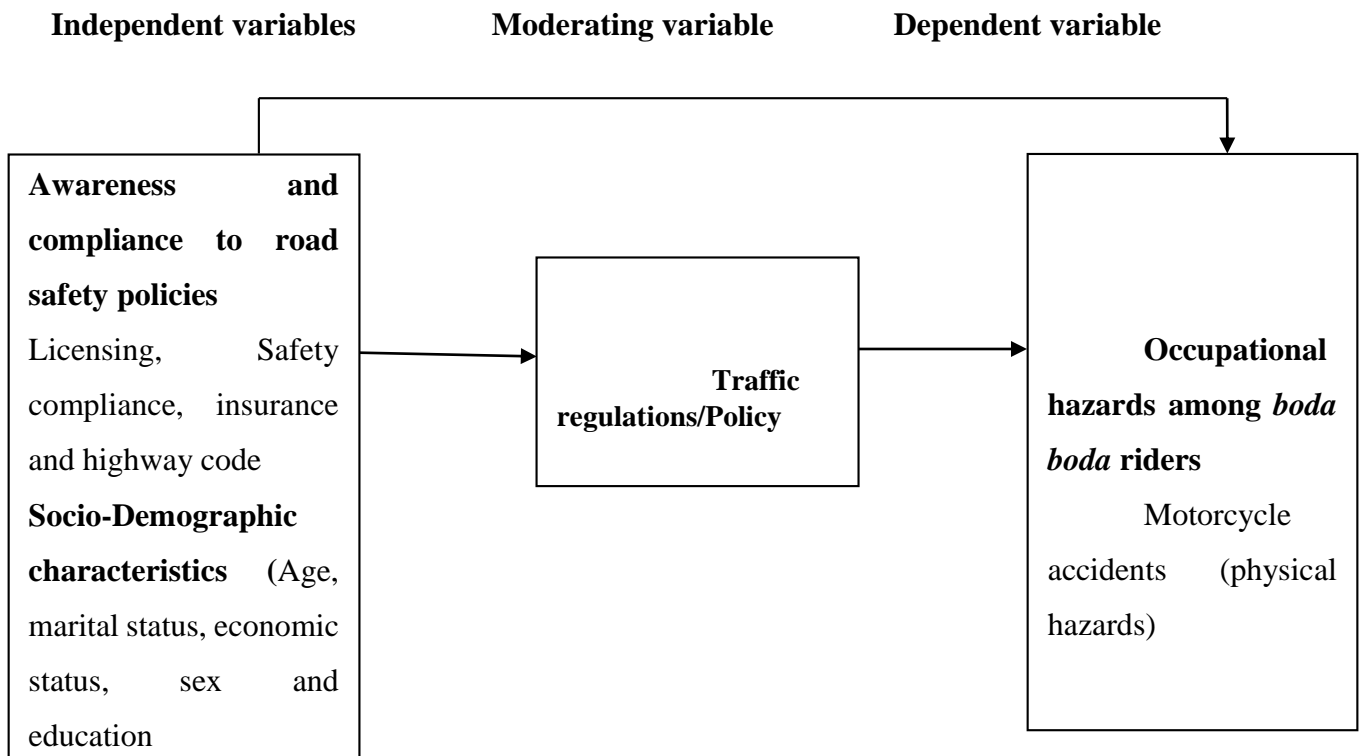 Independent variables Moderating variable Dependent variable
Awareness and
compliance to road
safety policies
Licensing, Safety
compliance, insurance
and highway code
Socio-Demographic
characteristics (Age,
marital status, economic
status, sex and
education
Traffic
regulations/Policy
Occupational
hazards among boda
boda riders
Motorcycle
accidents (physical
hazards)